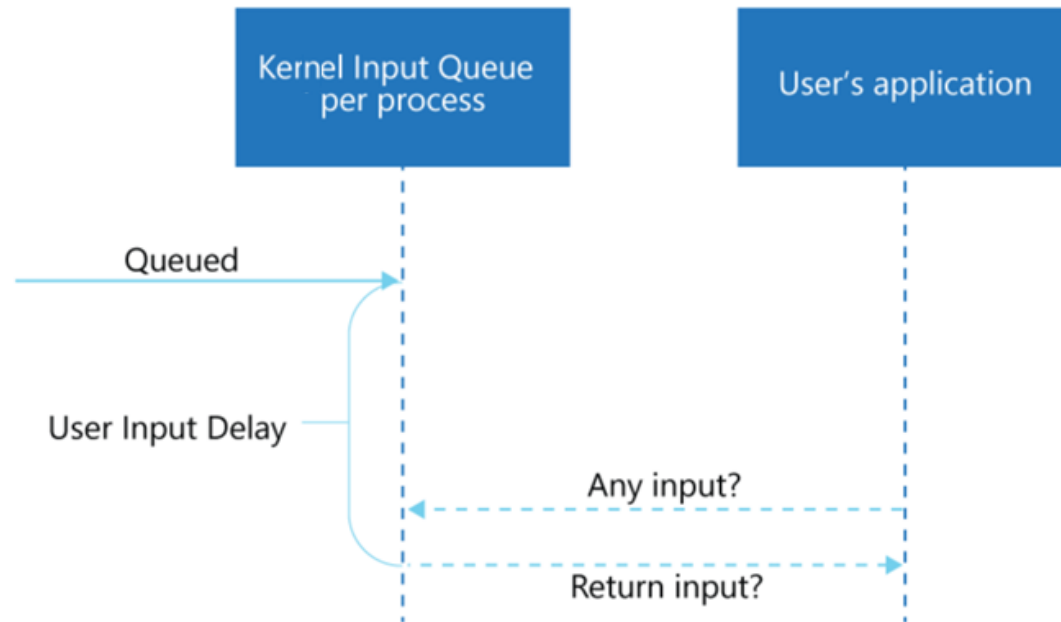 Kernel Input Queue
per process
User's application
Queued
User Input Delay
Any input?
Return input?